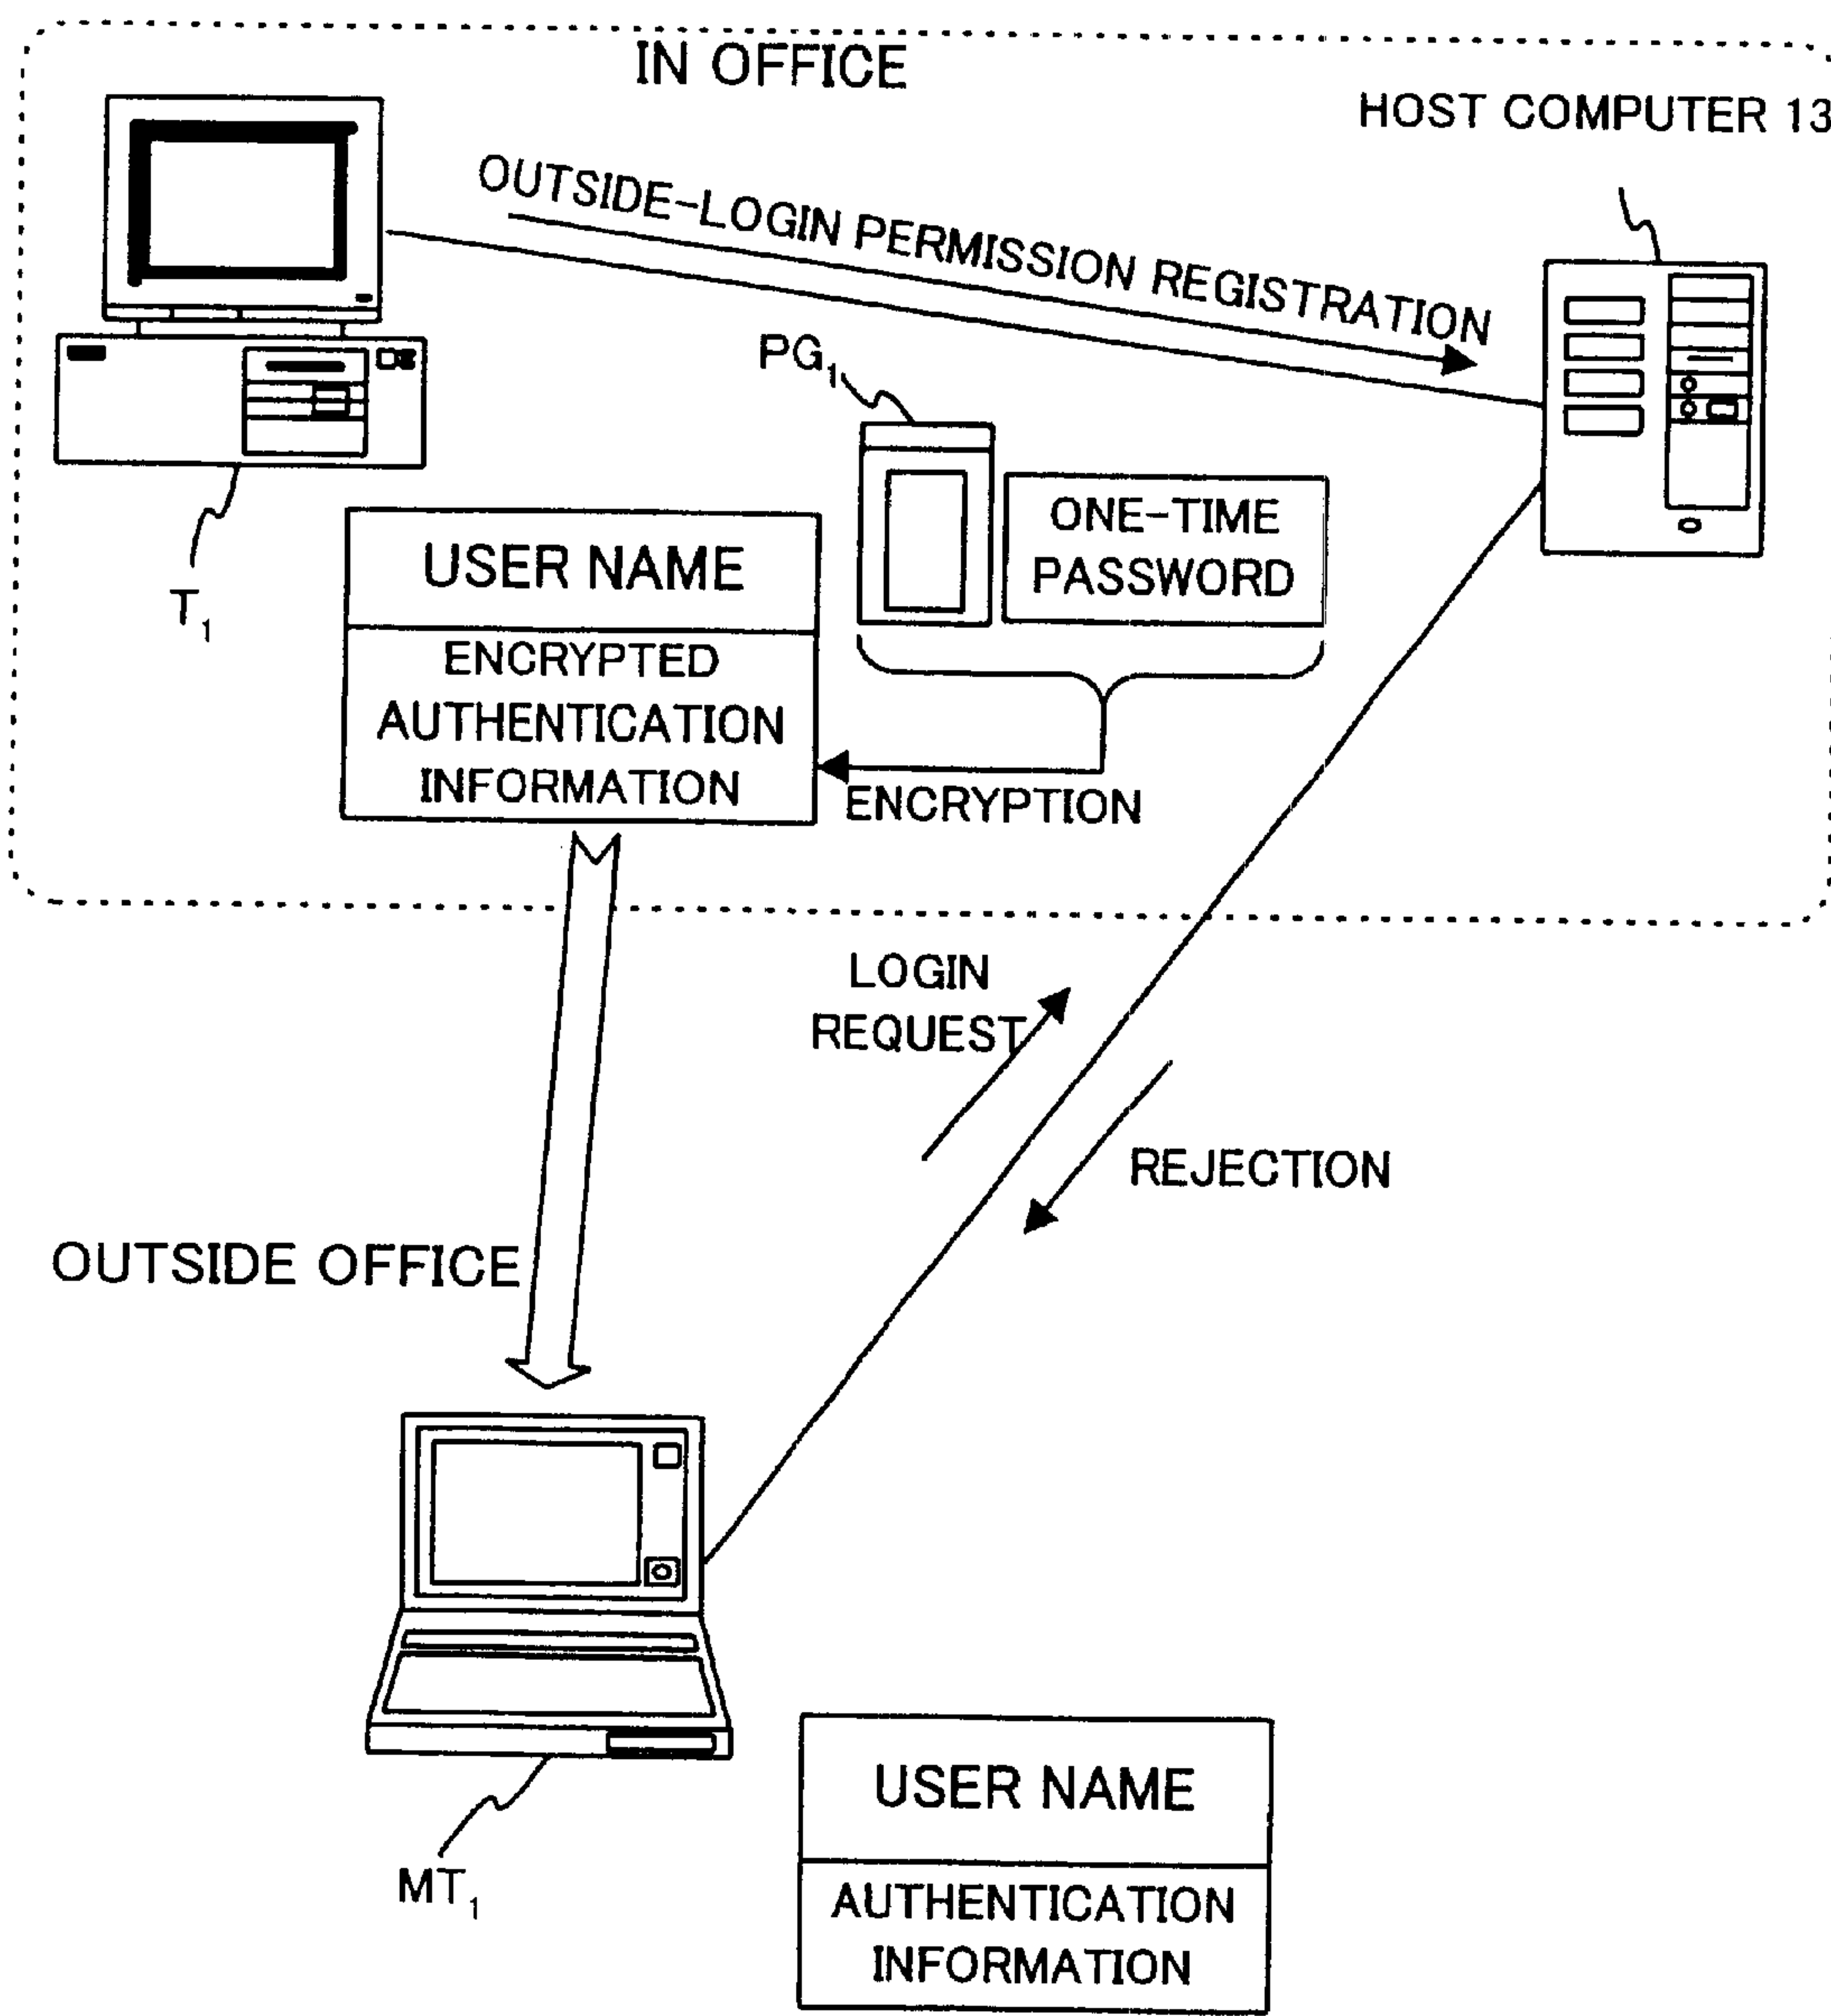 IN OFFICE
HOST COMPUTER 13
OUTSIDE-LOGIN PERMISSION REGISTRATION
PG1
ONE-TIME
PASSWORD
USER NAME
T1
ENCRYPTED
AUTHENTICATION
INFORMATION
ENCRYPTION
LOGIN
REQUEST
REJECTION
OUTSIDE OFFICE
USER NAME
MT1
AUTHENTICATION
INFORMATION